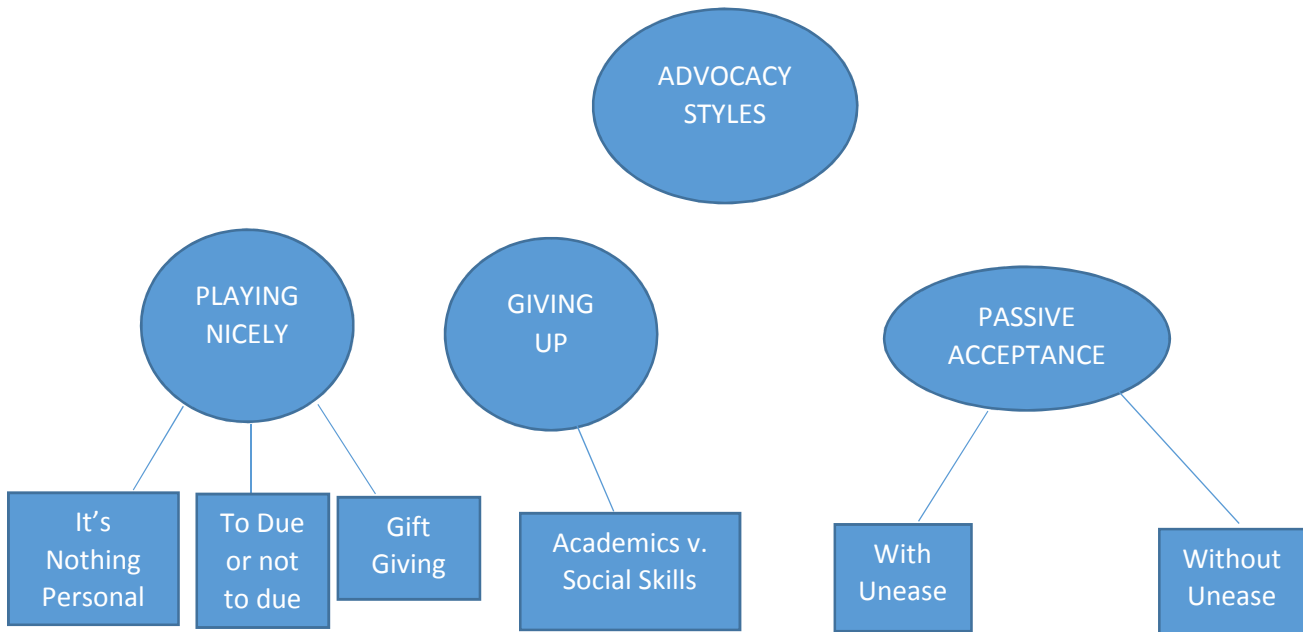 ADVOCACY
STYLES
PLAYING
NICELY
GIVING
UP
PASSIVE
ACCEPTANCE
It’s
Nothing
Personal
To Due
or not
to due
Gift
Giving
Academics v.
Social Skills
With
Unease
Without
Unease